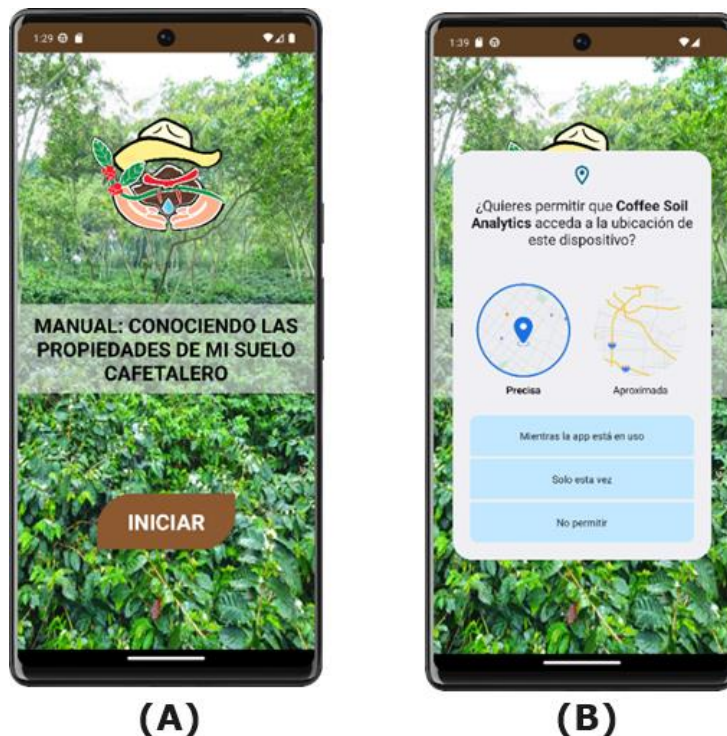 1:29
MANUAL: CONOCIENDO LAS
PROPIEDADES DE MI SUELO
CAFETALERO
INICIAR
(A)
1:39
¿Quieres permitir que Coffee Soil
Analytics acceda a la ubicación de
este dispositivo?
Precisa
Aproximada
Mientras la app está en uso
Solo esta vez
No permitir
(B)